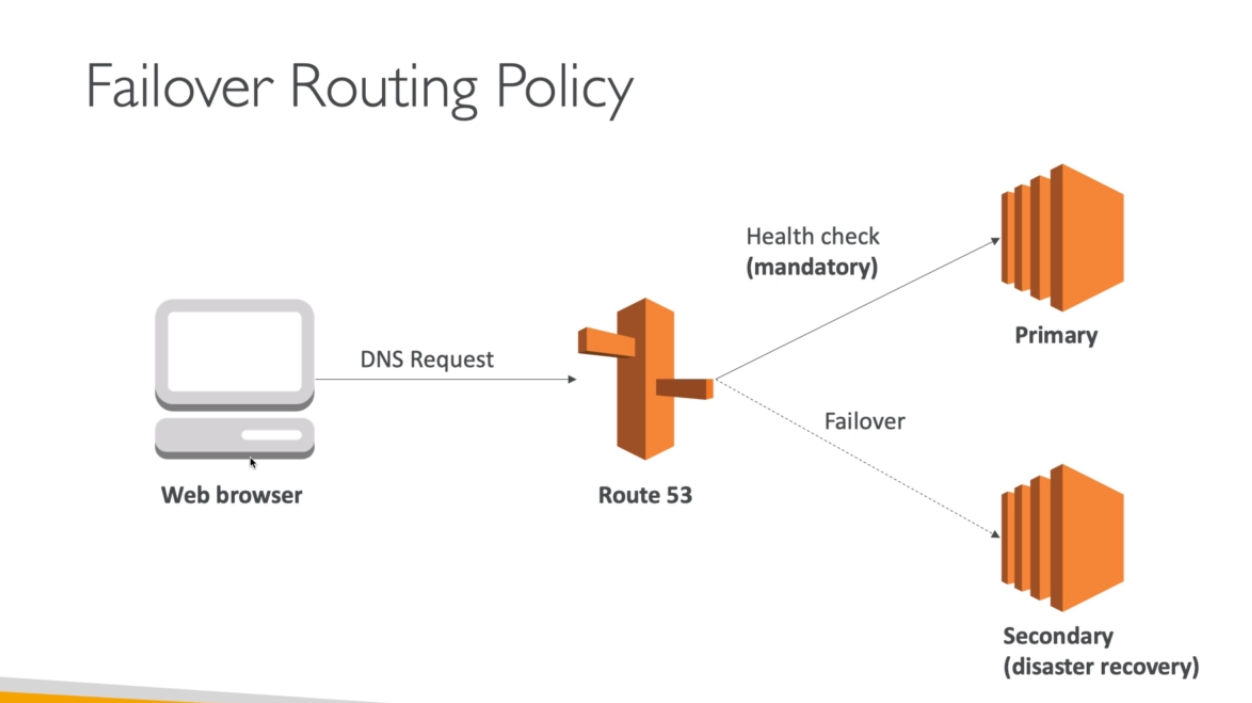 Failover Routing Policy
Health check
(mandatory)
Primary
DNS Request
Failover
Web browser
Route 53
Secondary
(disaster recovery)